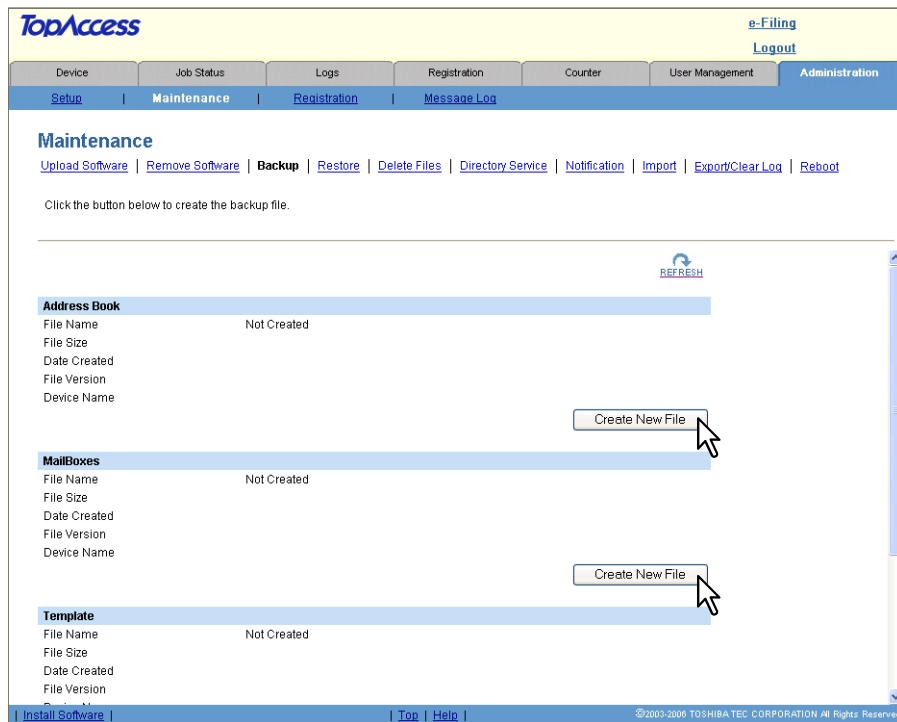 TopAccess
e-Filing
Logout
Device Job Status Logs Registration Counter User Management Administration
Setup | Maintenance | Registration | Message Log
Maintenance
Upload Software | Remove Software | Backup | Restore | Delete Files | Directory Service | Notification | Import | Export/Clear Log | Reboot
Click the button below to create the backup file.
REFRESH
Address Book
File Name Not Created
File Size
Date Created
File Version
Device Name
Create New File
MailBoxes
File Name Not Created
File Size
Date Created
File Version
Device Name
Create New File
Template
File Name Not Created
File Size
Date Created
File Version
| Install Software | | Top | Help | ©2003-2006 TOSHIBA TEC CORPORATION All Rights Reserve